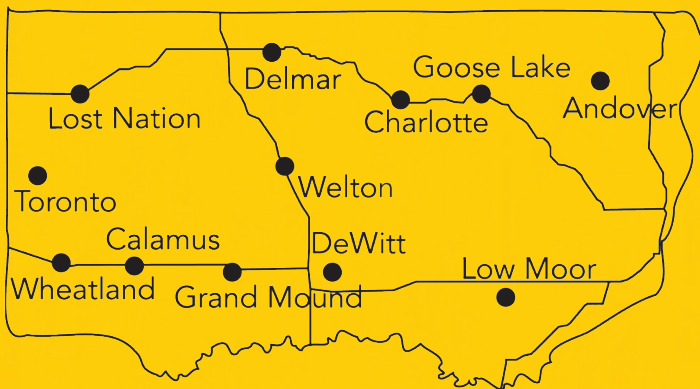 Goose Lake
Delmar
Andover
Lost Nation
Charlotte
Welton
Toronto
Calamus
DeWitt
Low Moor
Wheatland
Grand Mound